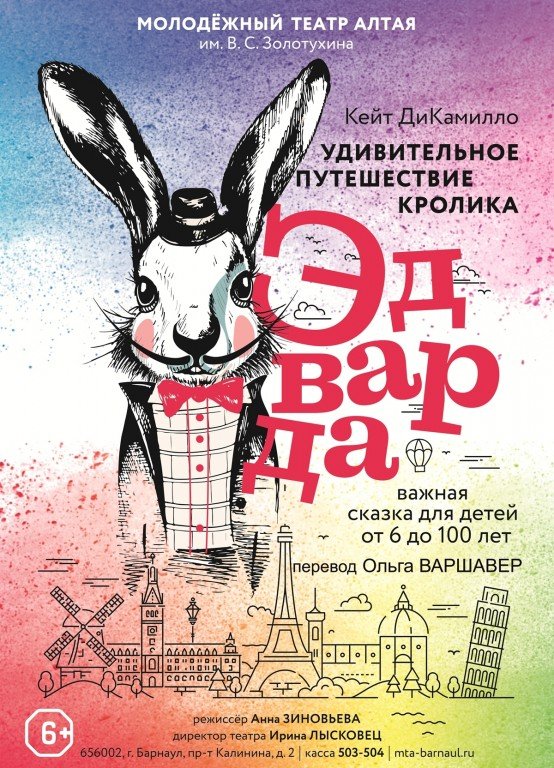 МОЛОДЁЖНЫЙ ТЕАТР АЛТАЯ
им. В. С. Золотухина
Кейт ДиКамилло
УДИВИТЕЛЬНОЕ
ПУТЕШЕСТВИЕ
КРОЛИКА
Эд
вар
да
важная
сказка для детей
от 6 до 100 лет
перевод Ольга ВАРШАВЕР
6+
режиссёр Анна ЗИНОВЬЕВА
директор театра Ирина ЛЫСКОВЕЦ
656002, г. Барнаул, пр-т Калинина, д. 2 | касса 503-504 | mta-barnaul.ru